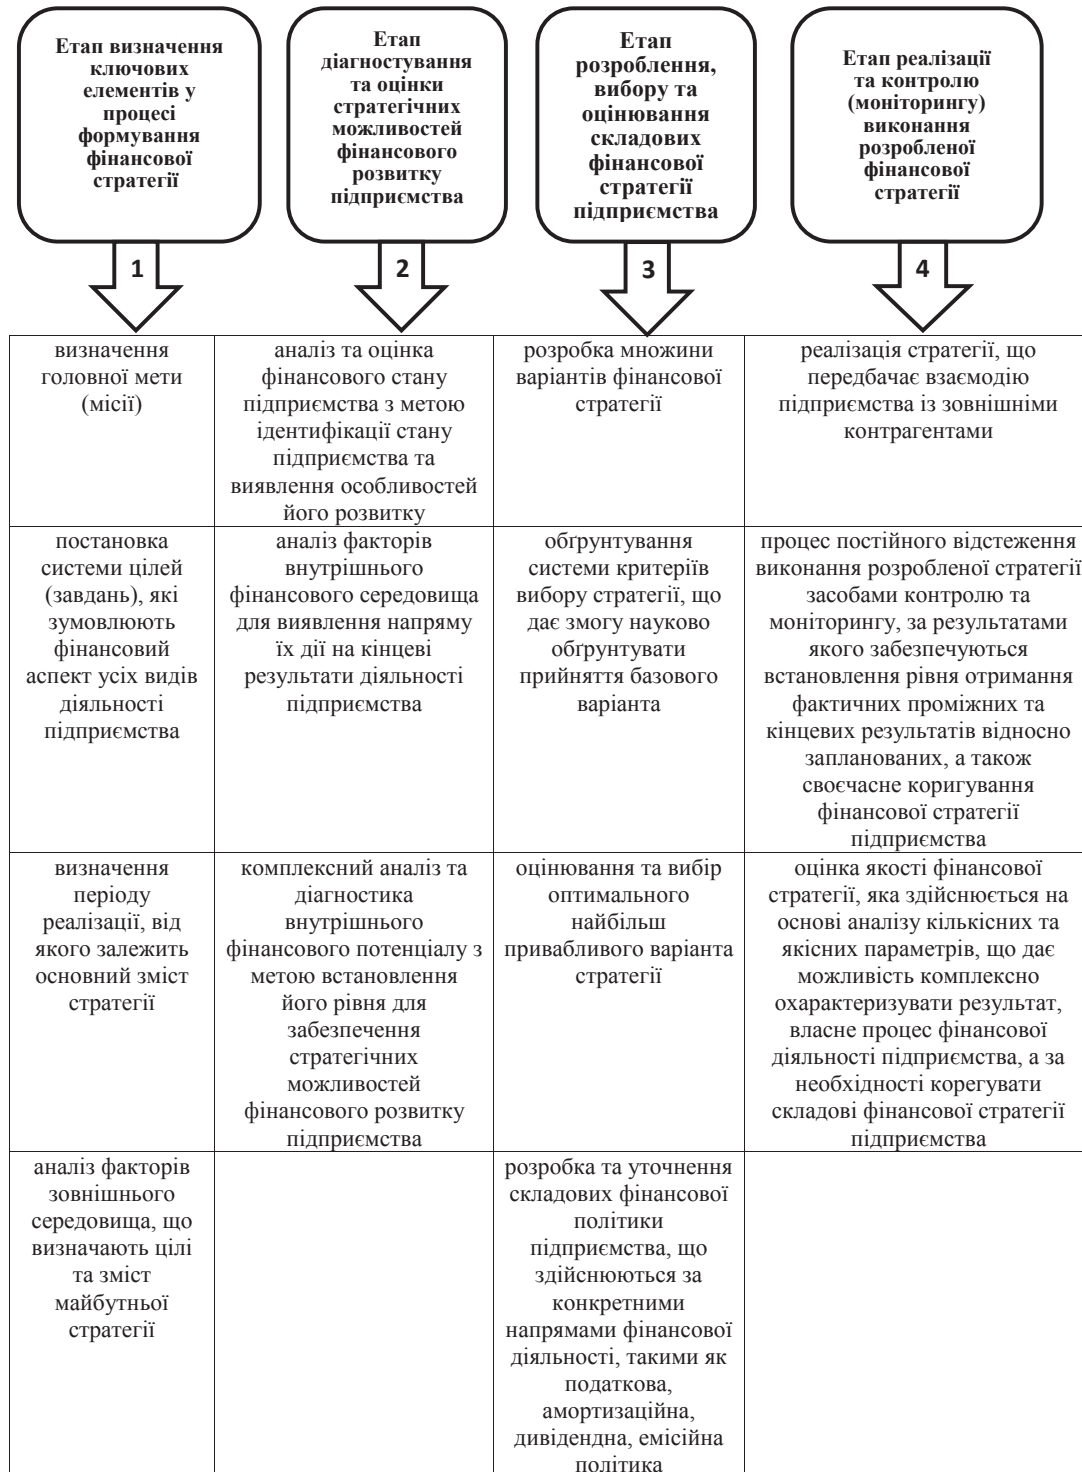 Етап визначення
ключових
елементів у
процесі
формування
фінансової
стратегії
Етап
діагностування
та оцінки
стратегічних
можливостей
фінансового
розвитку
підприємства
Етап
розроблення,
вибору та
оцінювання
складових
фінансової
стратегії
підприємства
Етап реалізації
та контролю
(моніторингу)
виконання
розробленої
фінансової
стратегії
1
2
3
4
визначення
головної мети
(місії)
аналіз та оцінка
фінансового стану
підприємства з метою
ідентифікації стану
підприємства та
виявлення особливостей
його розвитку
розробка множини
варіантів фінансової
стратегії
реалізація стратегії, що
передбачає взаємодію
підприємства із зовнішніми
контрагентами
постановка
системи цілей
(завдань), які
зумовлюють
фінансовий
аспект усіх видів
діяльності
підприємства
аналіз факторів
внутрішнього
фінансового середовища
для виявлення напряму
їх дії на кінцеві
результати діяльності
підприємства
обґрунтування
системи критеріїв
вибору стратегії, що
дає змогу науково
обґрунтувати
прийняття базового
варіанта
процес постійного відстеження
виконання розробленої стратегії
засобами контролю та
моніторингу, за результатами
якого забезпечуються
встановлення рівня отримання
фактичних проміжних та
кінцевих результатів відносно
запланованих, а також
своєчасне коригування
фінансової стратегії
підприємства
визначення
періоду
реалізації, від
якого залежить
основний зміст
стратегії
комплексний аналіз та
діагностика
внутрішнього
фінансового потенціалу з
метою встановлення
його рівня для
забезпечення
стратегічних
можливостей
фінансового розвитку
підприємства
оцінювання та вибір
оптимального
найбільш
привабливого варіанта
стратегії
оцінка якості фінансової
стратегії, яка здійснюється на
основі аналізу кількісних та
якісних параметрів, що дає
можливість комплексно
охарактеризувати результат,
власне процес фінансової
діяльності підприємства, а за
необхідності корегувати
складові фінансової стратегії
підприємства
аналіз факторів
зовнішнього
середовища, що
визначають цілі
та зміст
майбутньої
стратегії
розробка та уточнення
складових фінансової
політики
підприємства, що
здійснюються за
конкретними
напрямами фінансової
діяльності, такими як
податкова,
амортизаційна,
дивідендна, емісійна
політика